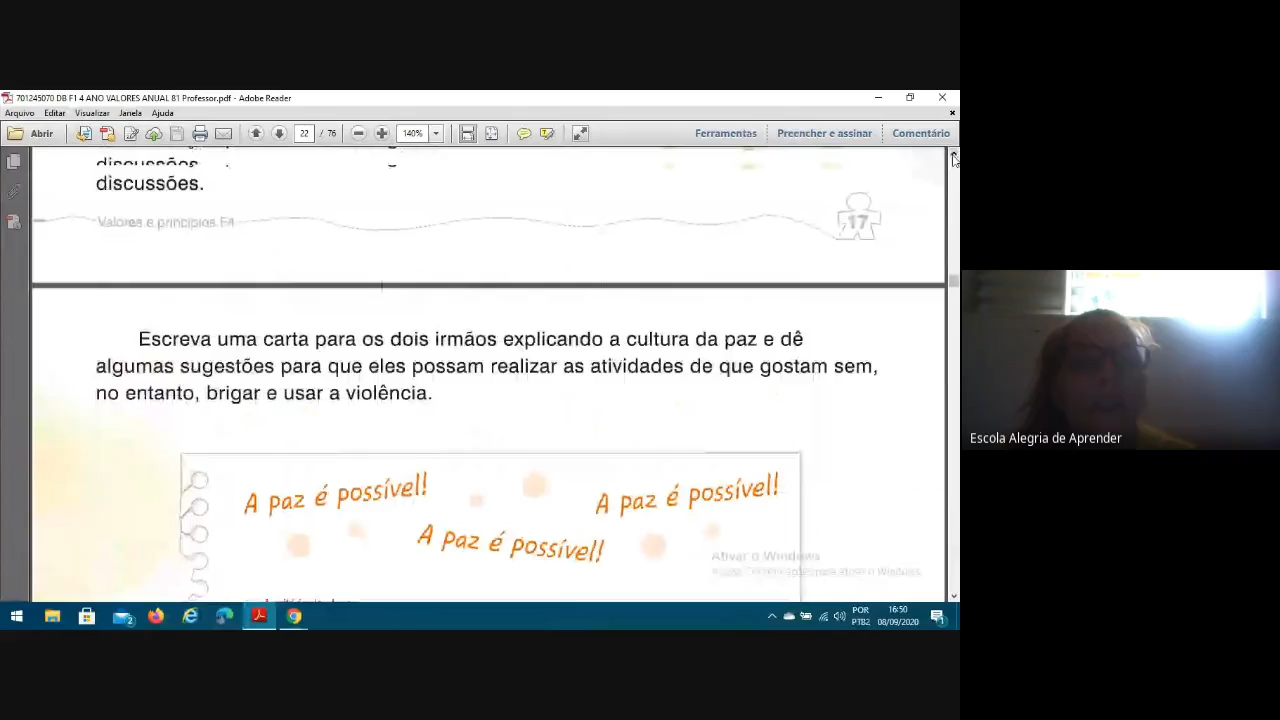 701245070 DB F1 4 ANO VALORES ANUAL 81 Professor.pdf - Adobe Reader
Arquivo Editar Visualizar Janela Ajuda
Abrir 22 / 76 140% Ferramentas Preencher e assinar Comentário
discussões
discussões.
Valores e princípios F4
17
Escreva uma carta para os dois irmãos explicando a cultura da paz e dê
algumas sugestões para que eles possam realizar as atividades de que gostam sem,
no entanto, brigar e usar a violência.
A paz é possível! A paz é possível!
A paz é possível!
Ativar o Windows
Escola Alegria de Aprender
2
POR 16:50
PTB2 08/09/2020